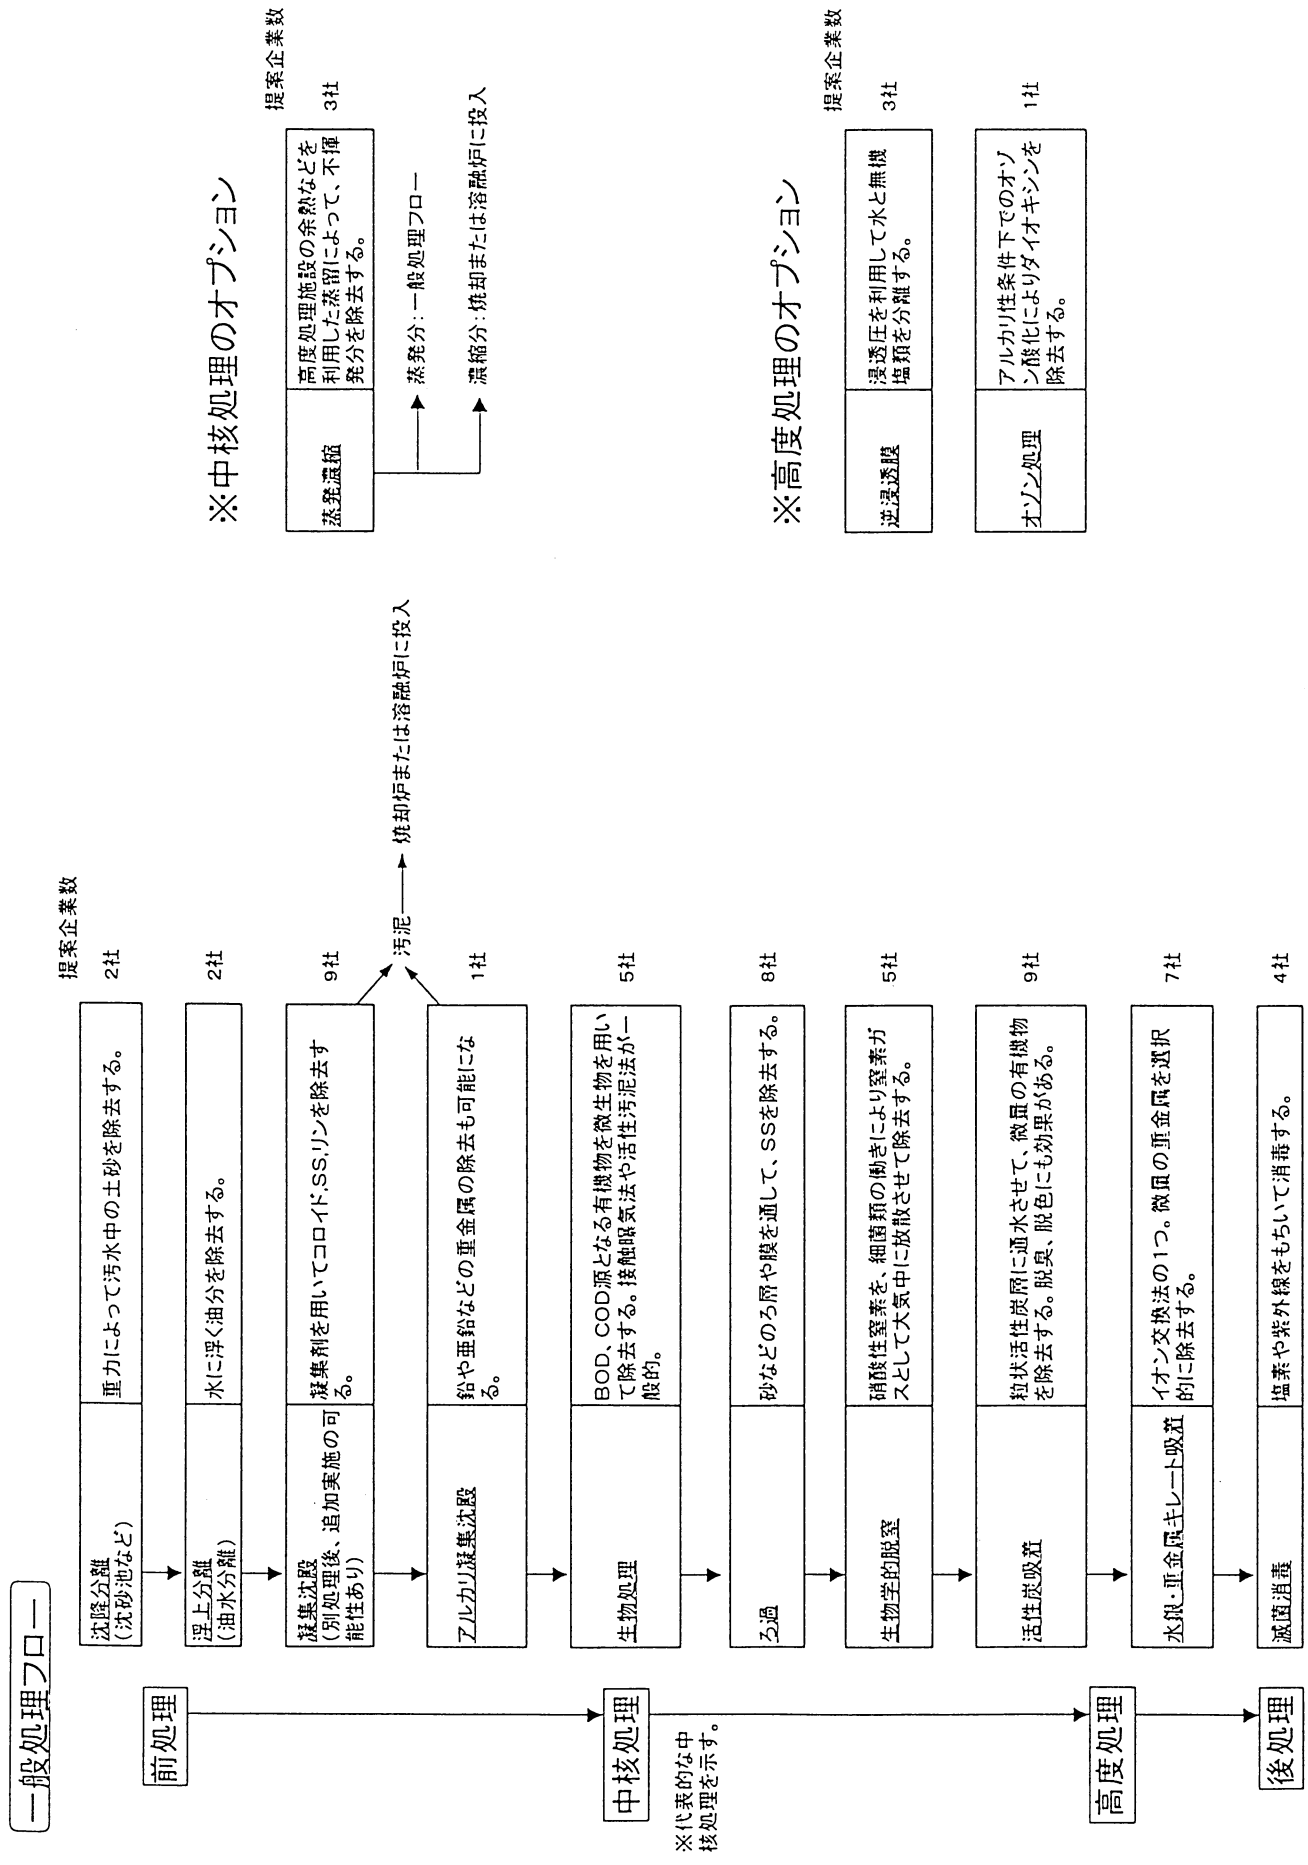 一般処理フロー
提案企業数
前処理
沈降分離
(沈砂池など)
重力によって汚水中の土砂を除去する。
2社
浮上分離
(油水分離)
水に浮く油分を除去する。
2社
凝集沈殿
(別処理後、追加実施の可
能性あり)
凝集剤を用いてコロイド,SS,リンを除去す
る。
9社
汚泥
焼却炉または溶融炉に投入
アルカリ凝集沈殿
鉛や亜鉛などの重金属の除去も可能にな
る。
1社
中核処理
※代表的な中
核処理を示す。
生物処理
BOD、COD源となる有機物を微生物を用い
て除去する。接触曝気法や活性汚泥法が一
般的。
5社
ろ過
砂などのろ層や膜を通して、SSを除去する。
8社
生物学的脱窒
硝酸性窒素を、細菌類の働きにより窒素ガ
スとして大気中に放散させて除去する。
5社
活性炭吸着
粒状活性炭層に通水させて、微量の有機物
を除去する。脱臭、脱色にも効果がある。
9社
高度処理
水銀・重金属キレート吸着
イオン交換法の1つ。微量の重金属を選択
的に除去する。
7社
後処理
滅菌消毒
塩素や紫外線をもちいて消毒する。
4社
※中核処理のオプション
提案企業数
蒸発濃縮
高度処理施設の余熱などを
利用した蒸留によって、不揮
発分を除去する。
3社
蒸発分:一般処理フロー
濃縮分:焼却または溶融炉に投入
※高度処理のオプション
提案企業数
逆浸透膜
浸透圧を利用して水と無機
塩類を分離する。
3社
オゾン処理
アルカリ性条件下でのオゾ
ン酸化によりダイオキシンを
除去する。
1社